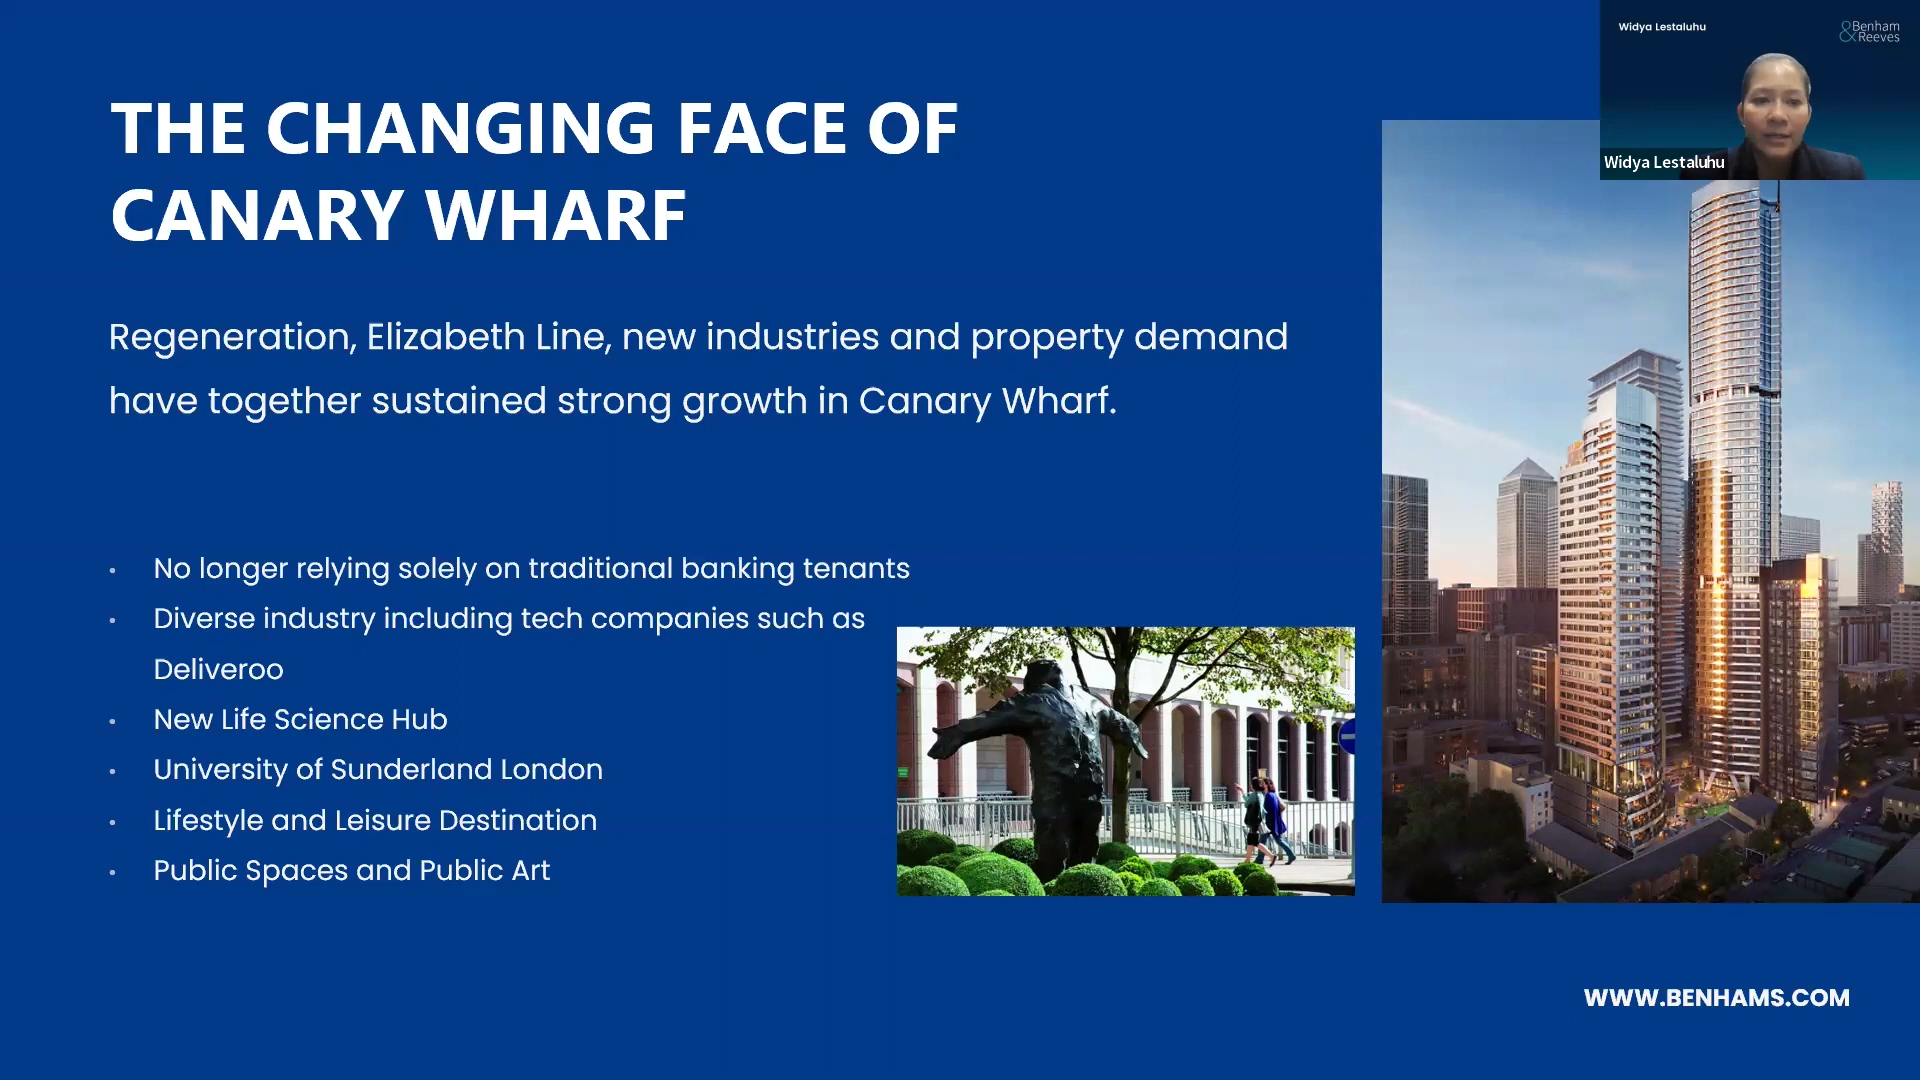 Widya Lestaluhu
&Benham
Reeves
Widya Lestaluhu
THE CHANGING FACE OF
CANARY WHARF
Regeneration, Elizabeth Line, new industries and property demand
have together sustained strong growth in Canary Wharf.
• No longer relying solely on traditional banking tenants
• Diverse industry including tech companies such as
Deliveroo
• New Life Science Hub
• University of Sunderland London
• Lifestyle and Leisure Destination
• Public Spaces and Public Art
WWW.BENHAMS.COM